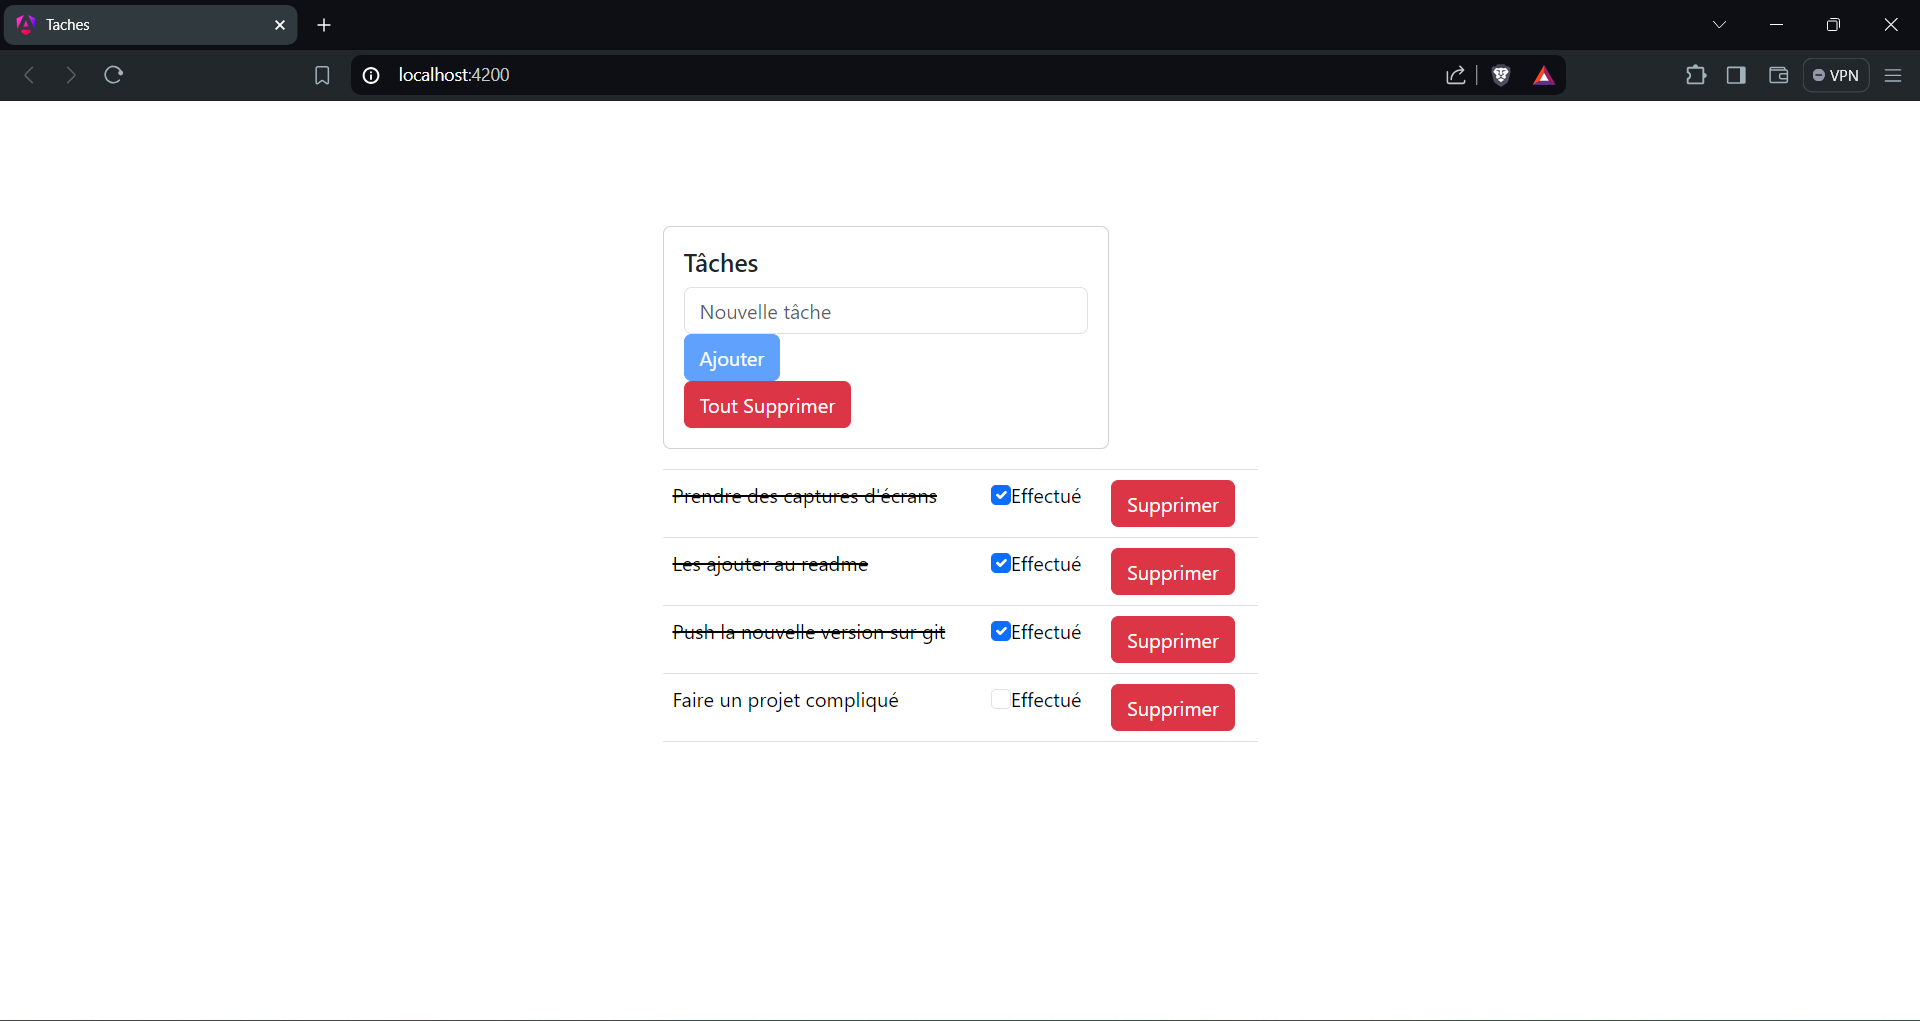 Taches
localhost:4200
VPN
Tâches
Nouvelle tâche
Ajouter
Tout Supprimer
Prendre des captures d'écrans Effectué Supprimer
Les ajouter au readme Effectué Supprimer
Push la nouvelle version sur git Effectué Supprimer
Faire un projet compliqué Effectué Supprimer